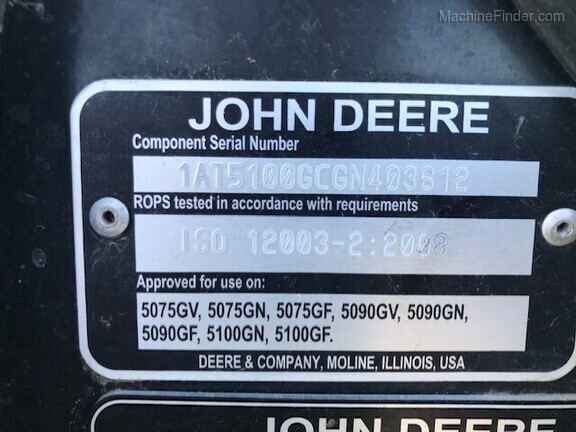 MachineFinder.com
JOHN DEERE
Component Serial Number
1AT5100GCGN403612
ROPS tested in accordance with requirements
ISO 12003-2:2008
Approved for use on:
5075GV, 5075GN, 5075GF, 5090GV, 5090GN,
5090GF, 5100GN, 5100GF.
DEERE & COMPANY, MOLINE, ILLINOIS, USA
JOHN DEERE